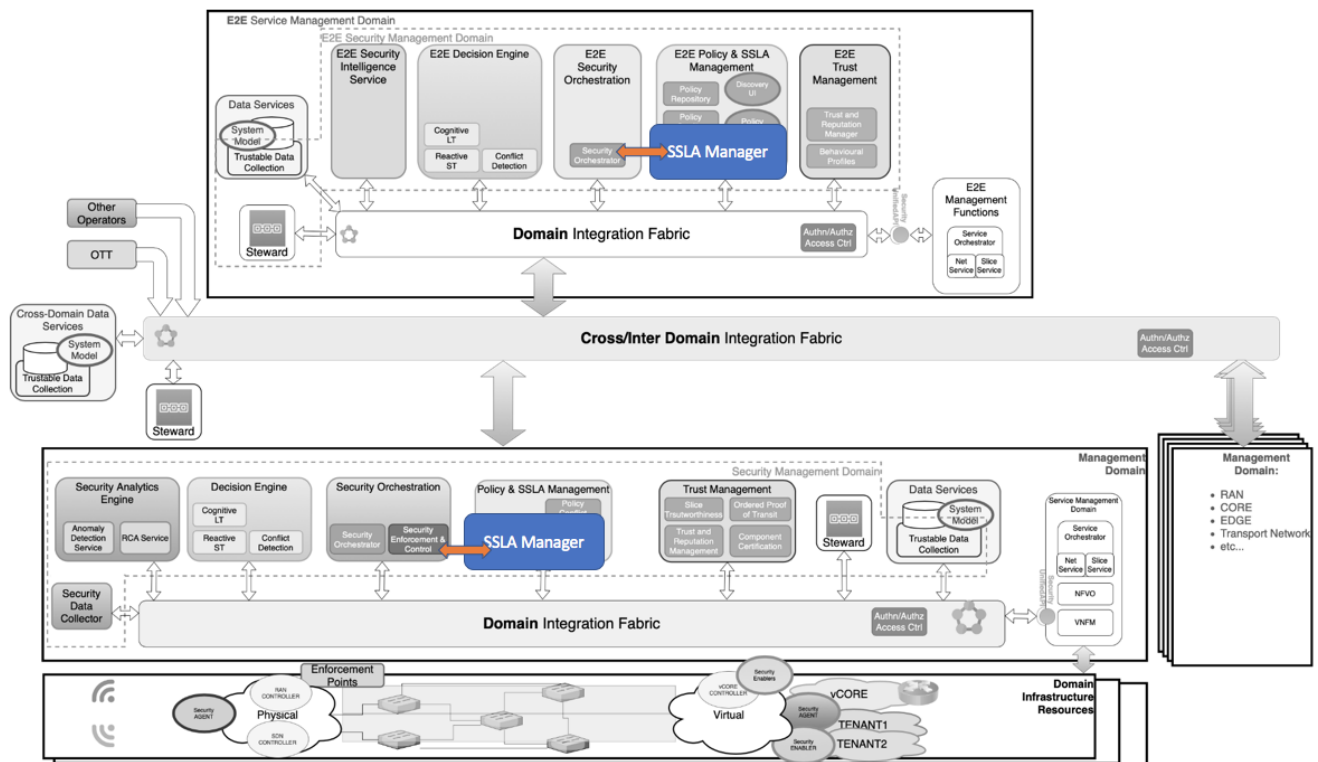 E2E Service Management Domain
E2E Security Management Domain
E2E Security
Intelligence
Service
E2E Decision Engine
Cognitive
LT
Reactive
ST
Conflict
Detection
E2E
Security
Orchestration
Security
Orchestrator
E2E Policy & SSLA
Management
Policy
Repository
Discovery
UI
Policy
Policy
SSLA Manager
E2E
Trust
Management
Trust and
Reputation
Manager
Behavioural
Profiles
Data Services
System
Model
Trustable Data
Collection
Steward
Domain Integration Fabric
Authn/Authz
Access Ctrl
Security
UnifiedAPI
E2E
Management
Functions
Service
Orchestrator
Net
Service
Slice
Service
Other
Operators
OTT
Cross-Domain Data
Services
System
Model
Trustable Data
Collection
Steward
Cross/Inter Domain Integration Fabric
Authn/Authz
Access Ctrl
Management
Domain
Security Management Domain
Security Analytics
Engine
Anomaly
Detection
Service
RCA Service
Decision Engine
Cognitive
LT
Reactive
ST
Conflict
Detection
Security Orchestration
Security
Orchestrator
Security
Enforcement &
Control
Policy & SSLA Management
Policy
SSLA Manager
Trust Management
Slice
Trsutworthiness
Ordered Proof
of Transit
Trust and
Reputation
Management
Component
Certification
Steward
Data Services
System
Model
Trustable Data
Collection
Security
Data
Collector
Domain Integration Fabric
Authn/Authz
Access Ctrl
Security
UnifiedAPI
Service Management
Domain
Service
Orchestrator
Net
Service
Slice
Service
NFVO
VNFM
Management
Domain:
• RAN
• CORE
• EDGE
• Transport Network
• etc...
Enforcement
Points
Security
AGENT
RAN
CONTROLLER
Physical
SDN
CONTROLLER
vCORE
CONTROLLER
Virtual
Security
Enablers
vCORE
Security
AGENT
TENANT1
Security
ENABLER
TENANT2
Domain
Infrastructure
Resources